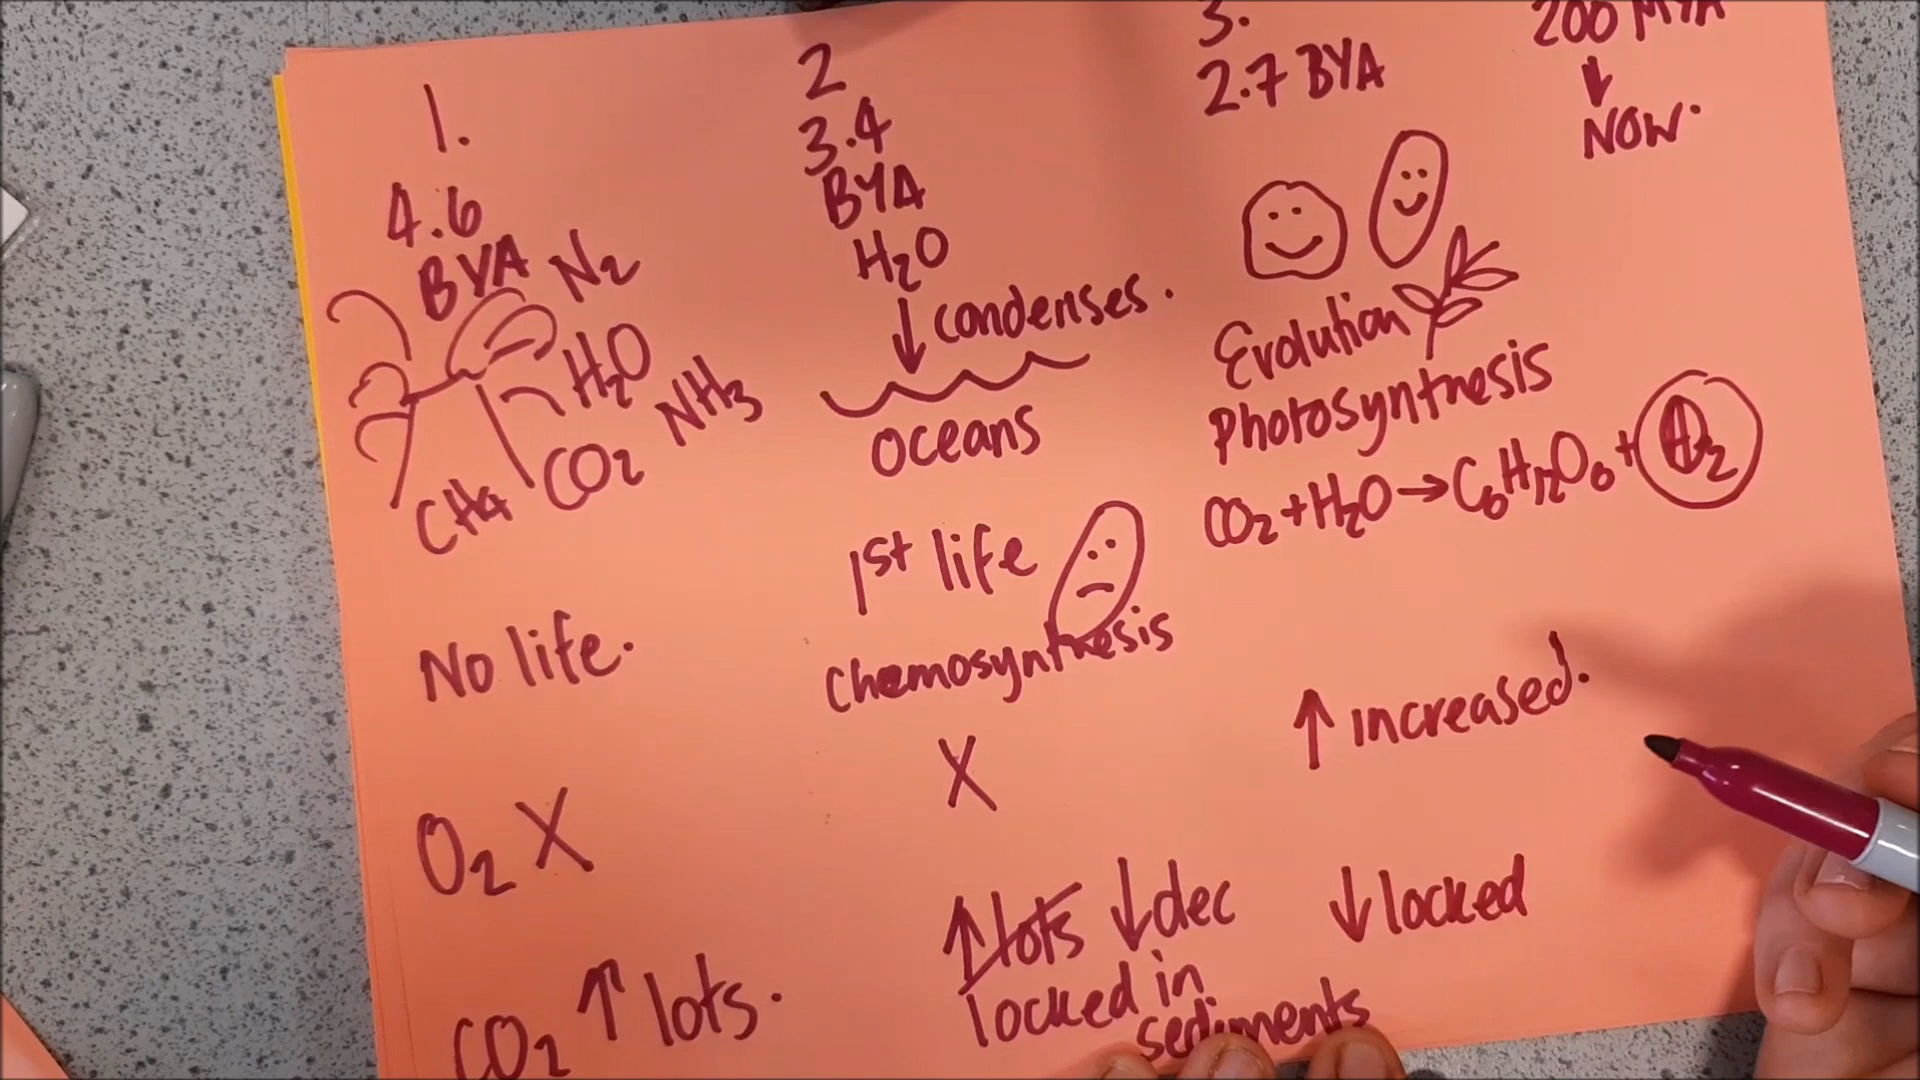 1.
4.6
BYA
N2
H2O
NH3
CO2
CH4
No life.
O2 X
CO2 ↑ lots.
2
3.4
BYA
H2O
↓ condenses.
oceans
1st life
chemosynthesis
X
↑ lots ↓ dec
locked in
sediments
3.
2.7 BYA
Evolution
Photosynthesis
CO2 + H2O → C6H12O6 + O2
↑ increased.
↓ locked
200 MYA
↓
NOW.